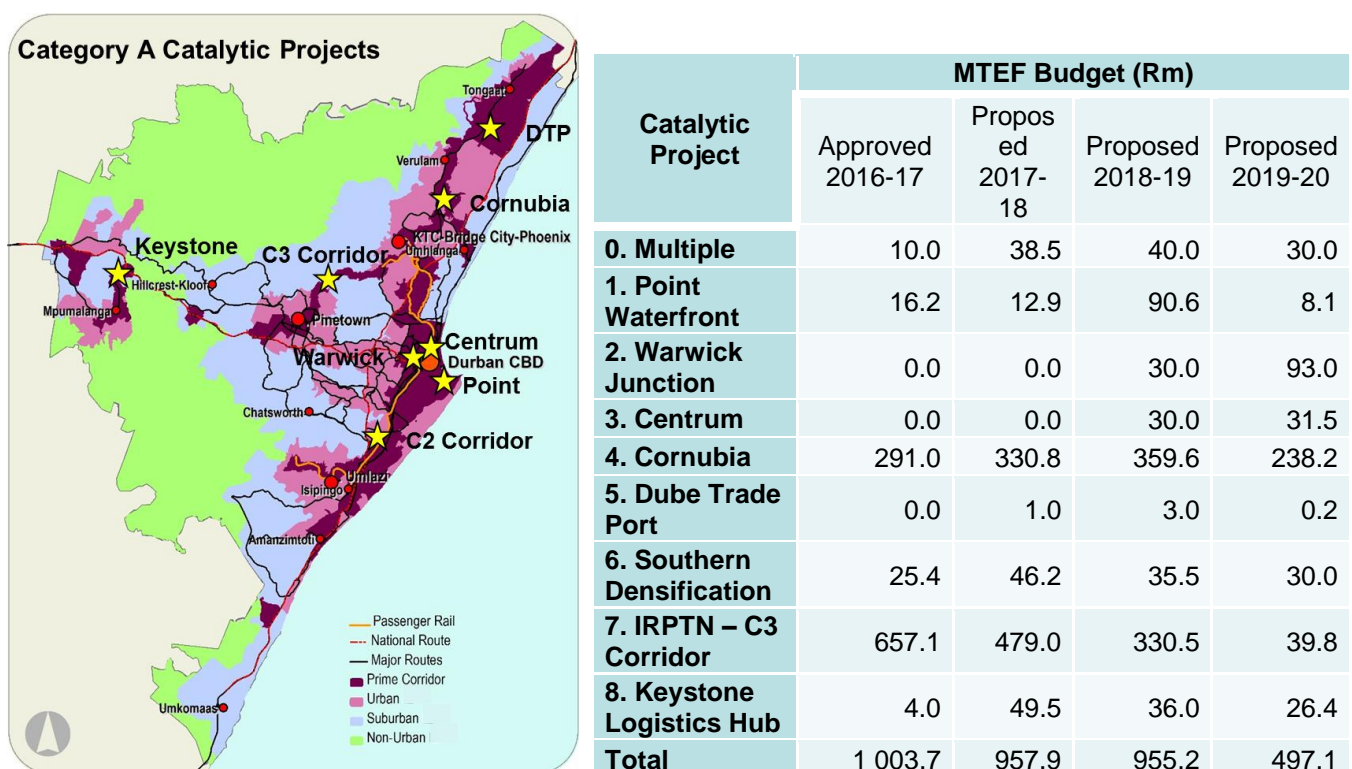 Category A Catalytic Projects
Tongaat
DTP
Verulam
Cornubia
Keystone
C3 Corridor
KTC-Bridge City-Phoenix
Umhlanga
Hillcrest-Kloof
Mpumalanga
Pinetown
Centrum
Warwick
Durban CBD
Point
Chatsworth
C2 Corridor
Umlazi
Isipingo
Amanzimtoti
Umkomaas
Passenger Rail
National Route
Major Routes
Prime Corridor
Urban
Suburban
Non-Urban
Catalytic
Project
MTEF Budget (Rm)
Approved
2016-17
Propos
ed
2017-
18
Proposed
2018-19
Proposed
2019-20
0. Multiple 10.0 38.5 40.0 30.0
1. Point
Waterfront 16.2 12.9 90.6 8.1
2. Warwick
Junction 0.0 0.0 30.0 93.0
3. Centrum 0.0 0.0 30.0 31.5
4. Cornubia 291.0 330.8 359.6 238.2
5. Dube Trade
Port 0.0 1.0 3.0 0.2
6. Southern
Densification 25.4 46.2 35.5 30.0
7. IRPTN – C3
Corridor 657.1 479.0 330.5 39.8
8. Keystone
Logistics Hub 4.0 49.5 36.0 26.4
Total 1 003.7 957.9 955.2 497.1